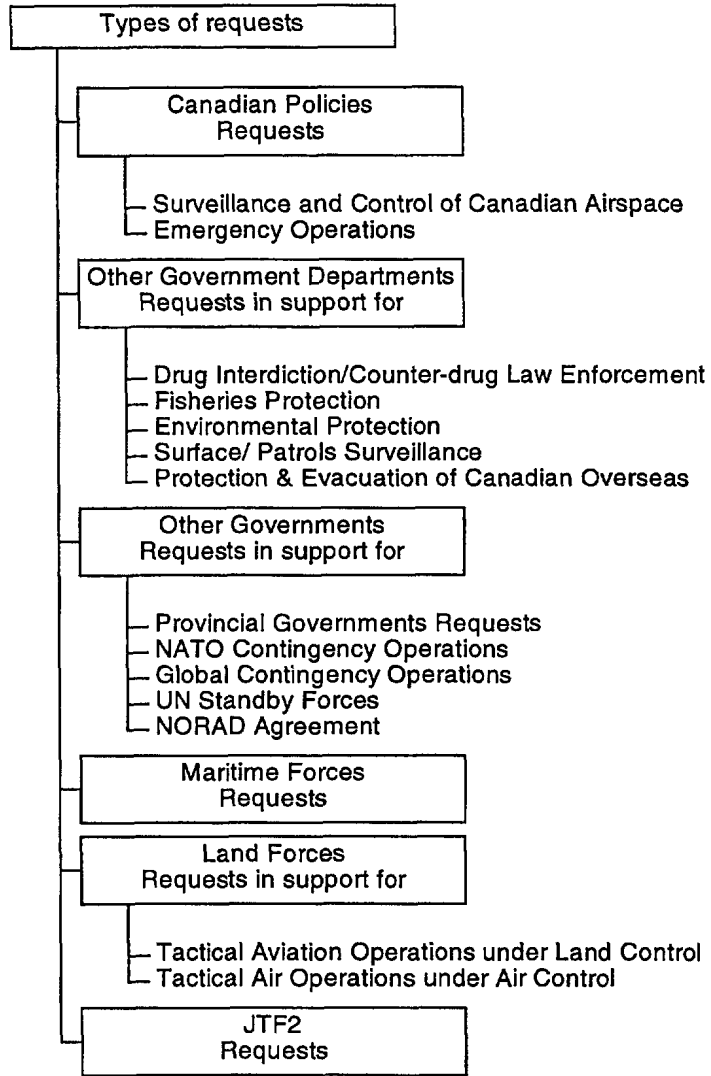 Types of requests
Canadian Policies
Requests
Surveillance and Control of Canadian Airspace
Emergency Operations
Other Government Departments
Requests in support for
Drug Interdiction/Counter-drug Law Enforcement
Fisheries Protection
Environmental Protection
Surface/ Patrols Surveillance
Protection & Evacuation of Canadian Overseas
Other Governments
Requests in support for
Provincial Governments Requests
NATO Contingency Operations
Global Contingency Operations
UN Standby Forces
NORAD Agreement
Maritime Forces
Requests
Land Forces
Requests in support for
Tactical Aviation Operations under Land Control
Tactical Air Operations under Air Control
JTF2
Requests